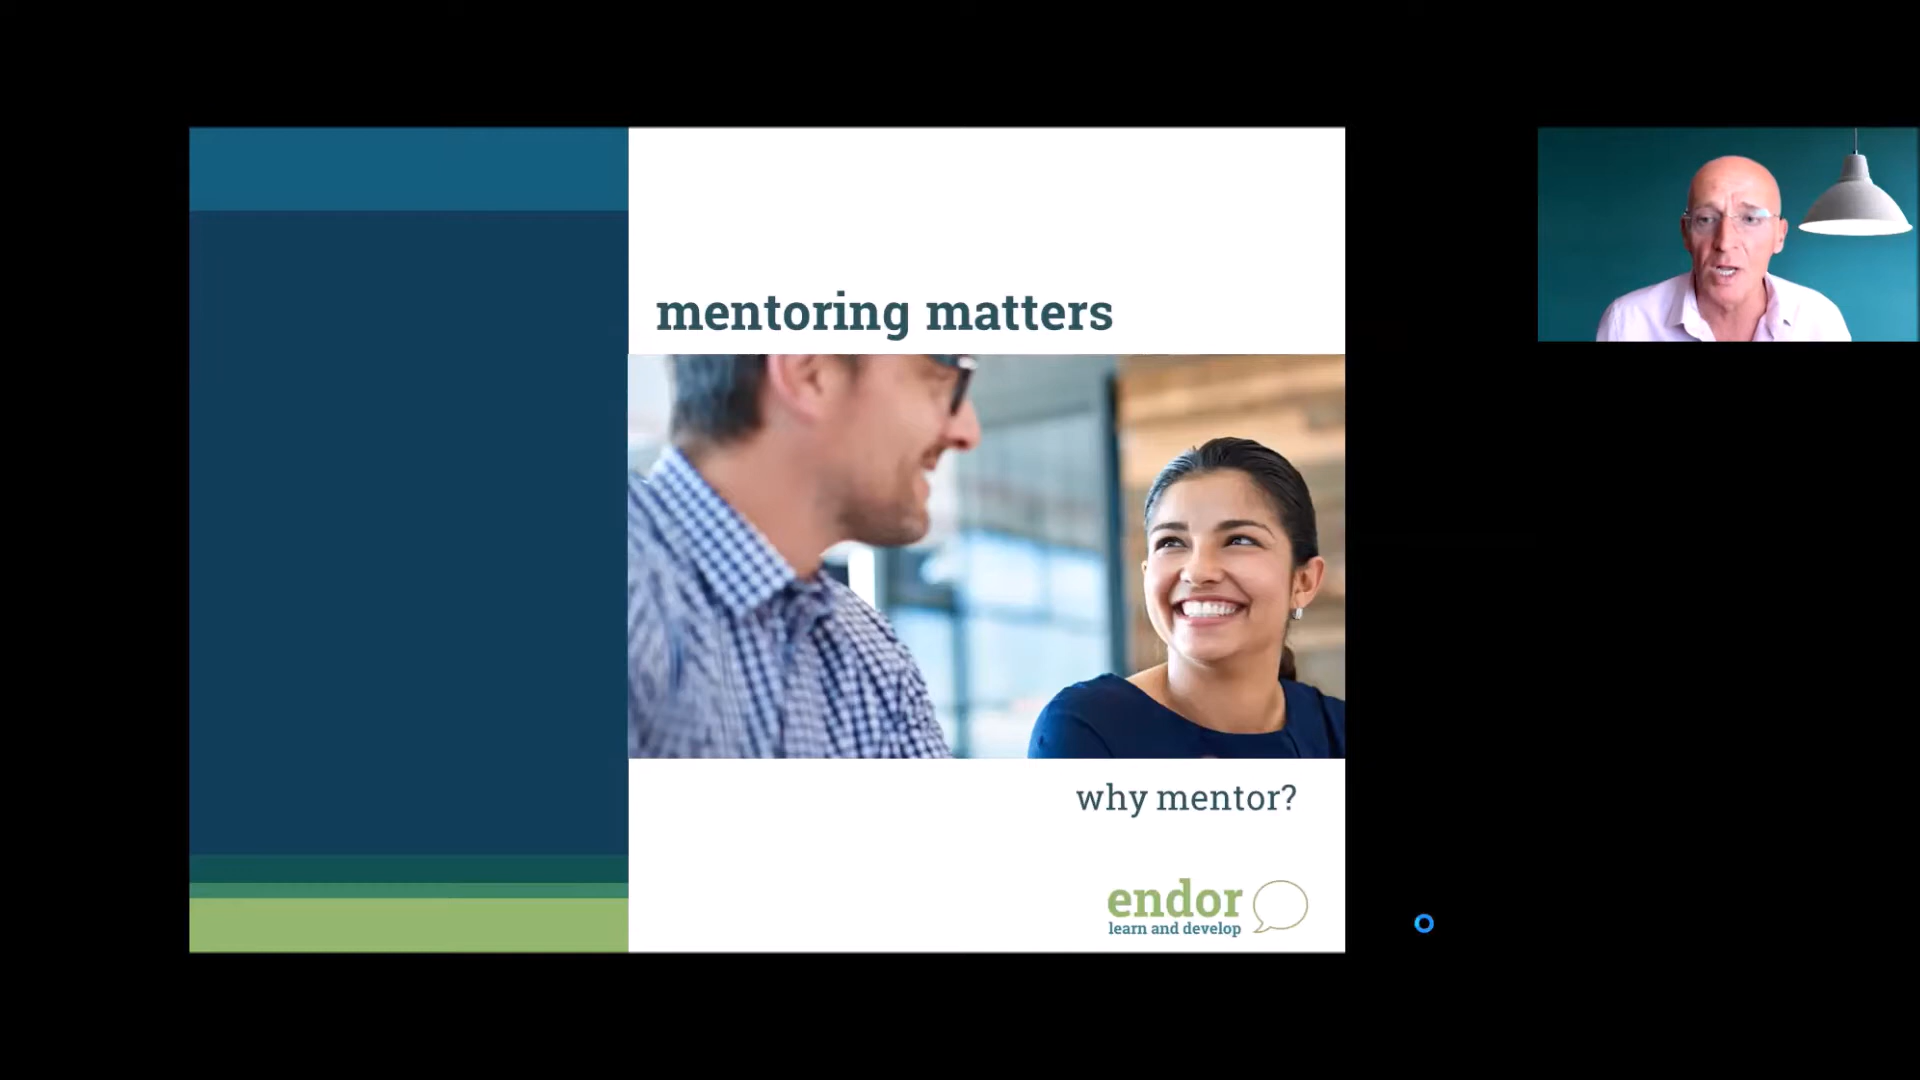 mentoring matters
why mentor?
endor
learn and develop